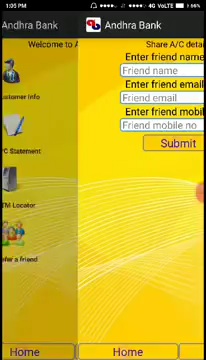 1:05 PM
4G VoLTE
Andhra Bank
Andhra Bank
Welcome to A
Share A/C detai
ustomer Info
C Statement
TM Locator
efer a friend
Enter friend name
Friend name
Enter friend email
Friend email
Enter friend mobil
Friend mobile no
Submit
Home
Home